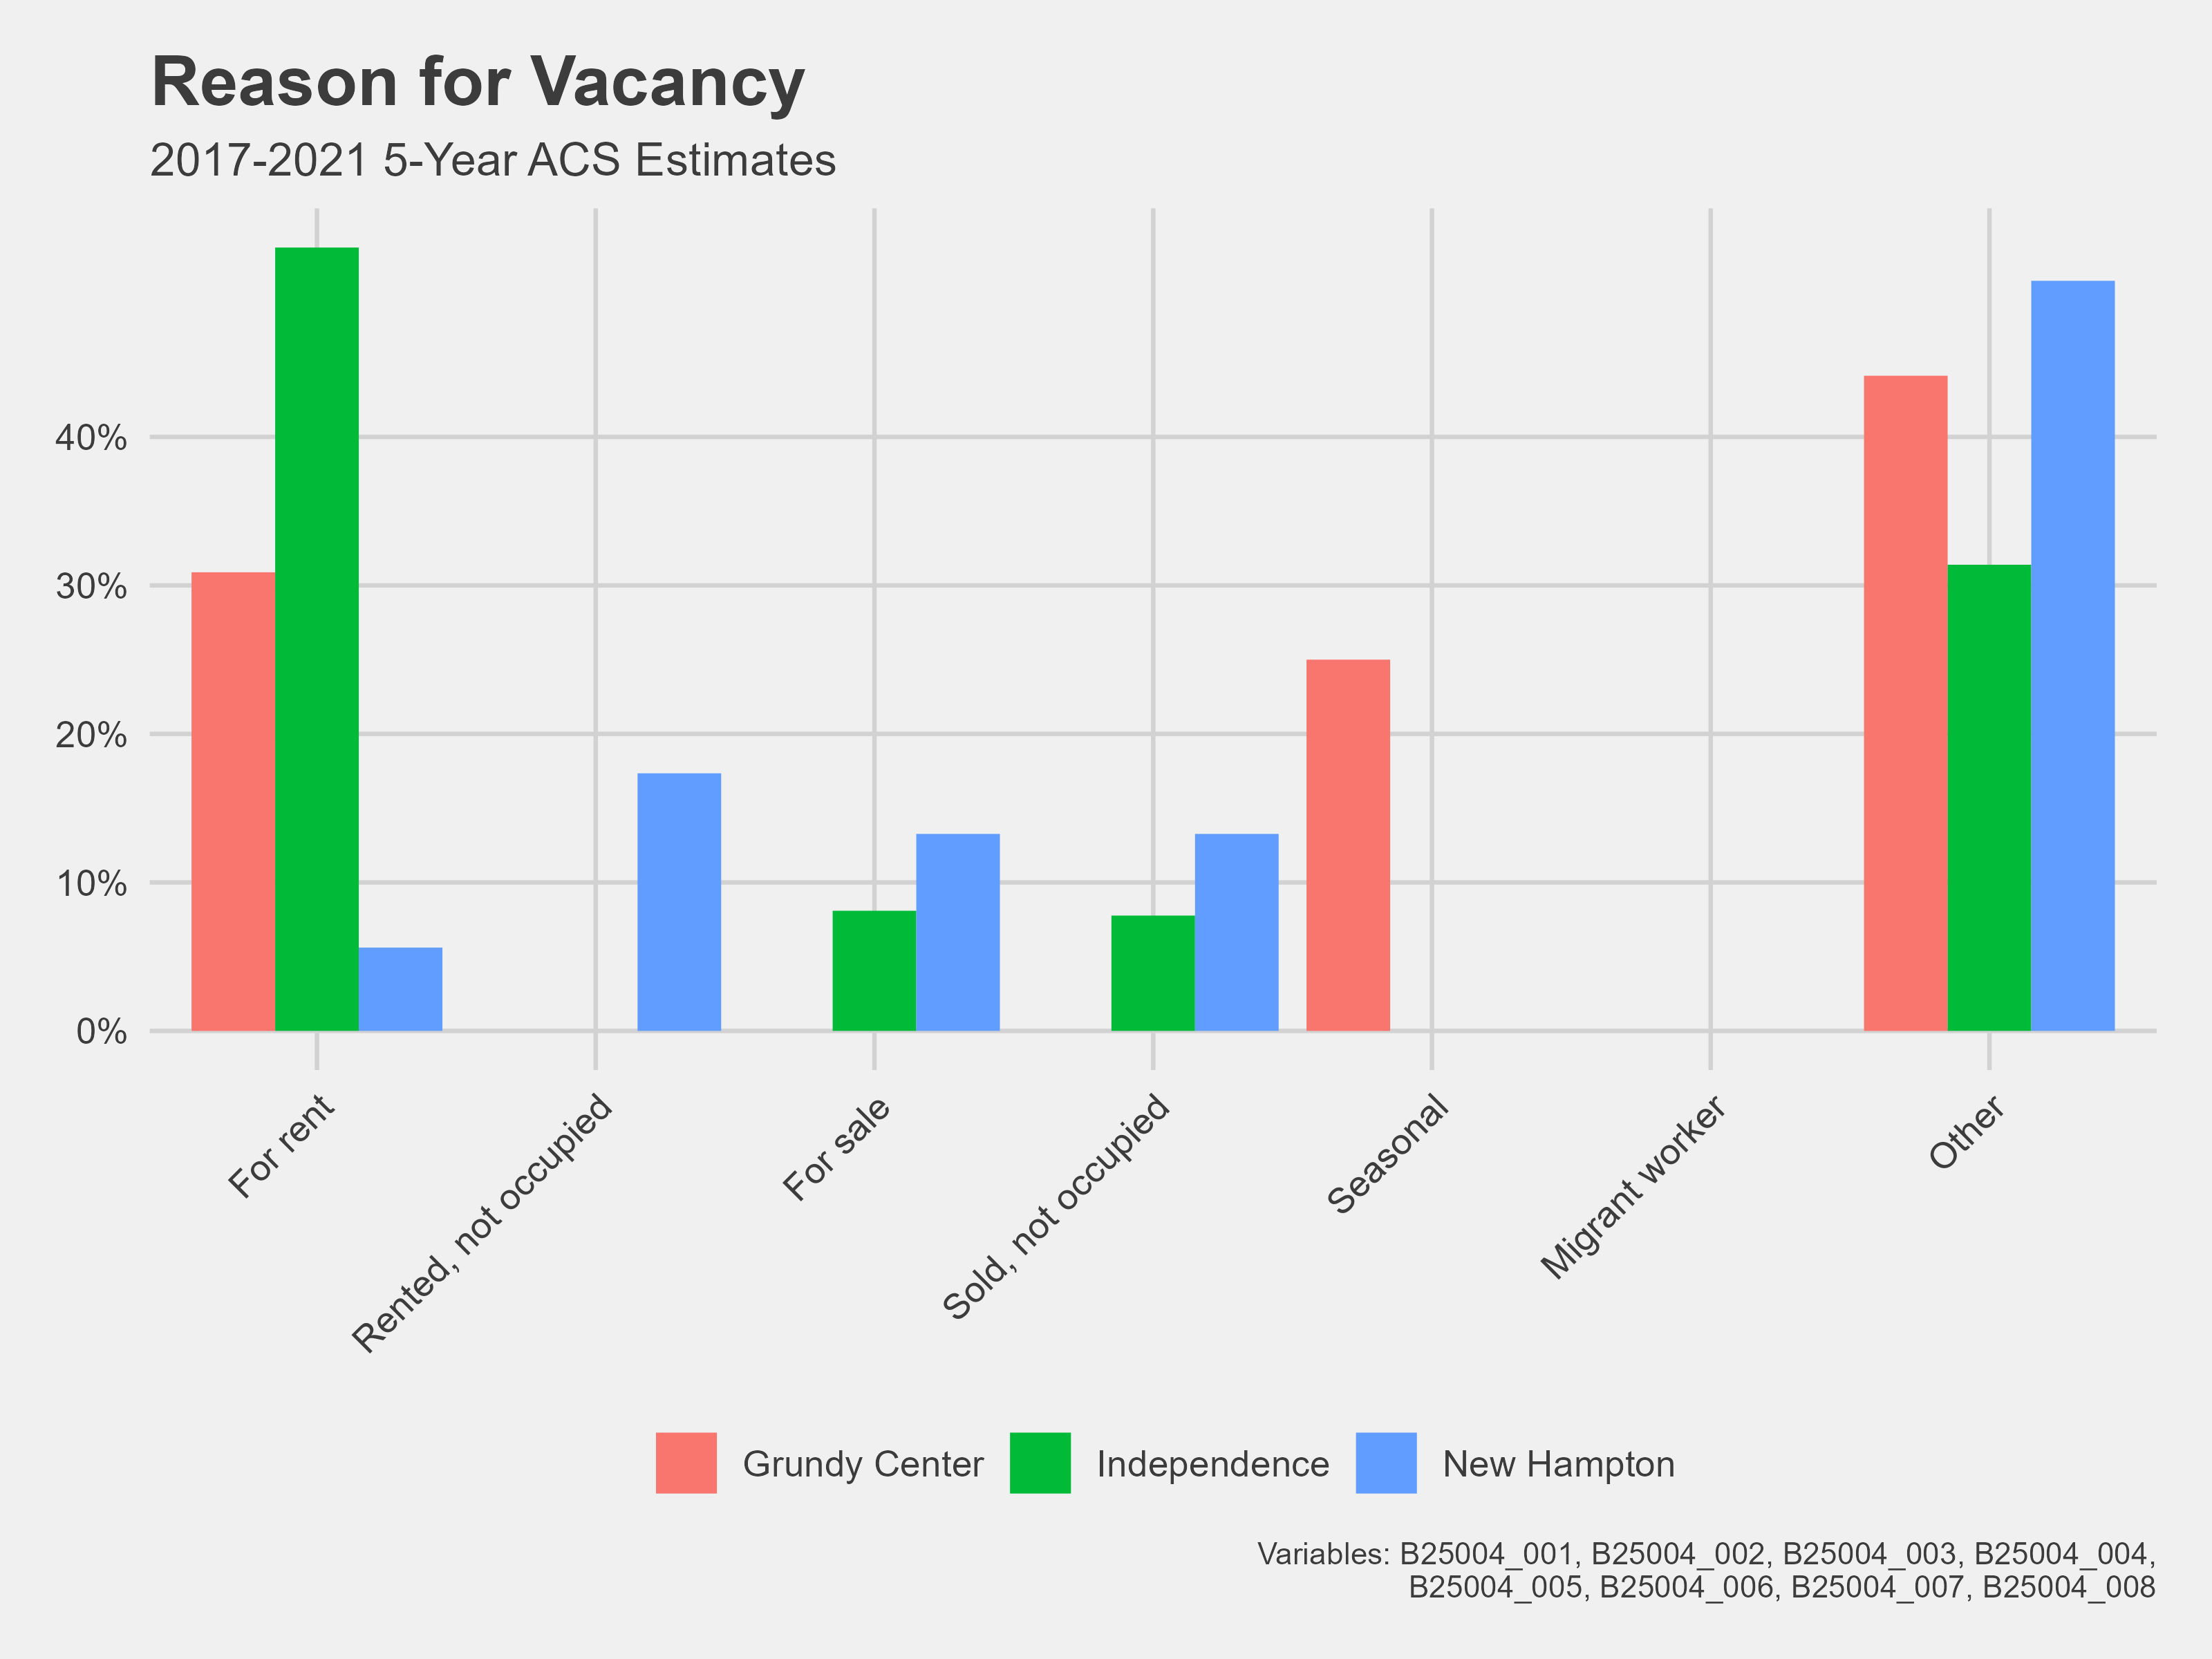 Reason for Vacancy
2017-2021 5-Year ACS Estimates
40%
30%
20%
10%
0%
For rent
Rented, not occupied
For sale
Sold, not occupied
Seasonal
Migrant worker
Other
Grundy Center
Independence
New Hampton
Variables: B25004_001, B25004_002, B25004_003, B25004_004,
B25004_005, B25004_006, B25004_007, B25004_008